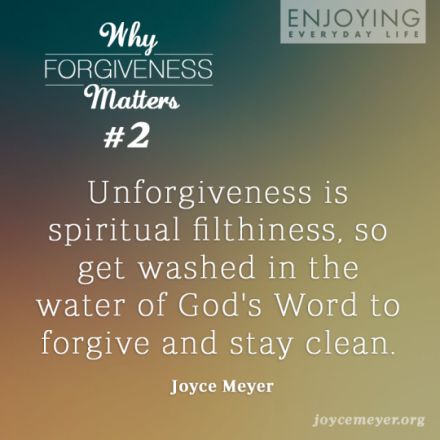 ENJOYING
EVERYDAY LIFE
Why
FORGIVENESS
Matters
#2
Unforgiveness is
spiritual filthiness, so
get washed in the
water of God's Word to
forgive and stay clean.
Joyce Meyer
joycemeyer.org